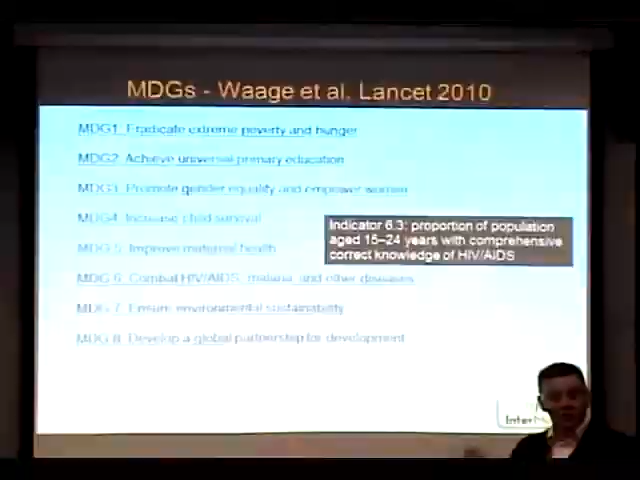 MDGs - Waage et al. Lancet 2010
MDG1: Eradicate extreme poverty and hunger
MDG2: Achieve universal primary education
MDG3: Promote gender equality and empower women
MDG4: Increase child survival
MDG 5: Improve maternal health
MDG 6: Combat HIV/AIDS, malaria, and other diseases
MDG 7: Ensure environmental sustainability
MDG 8: Develop a global partnership for development
Indicator 6.3: proportion of population
aged 15–24 years with comprehensive
correct knowledge of HIV/AIDS